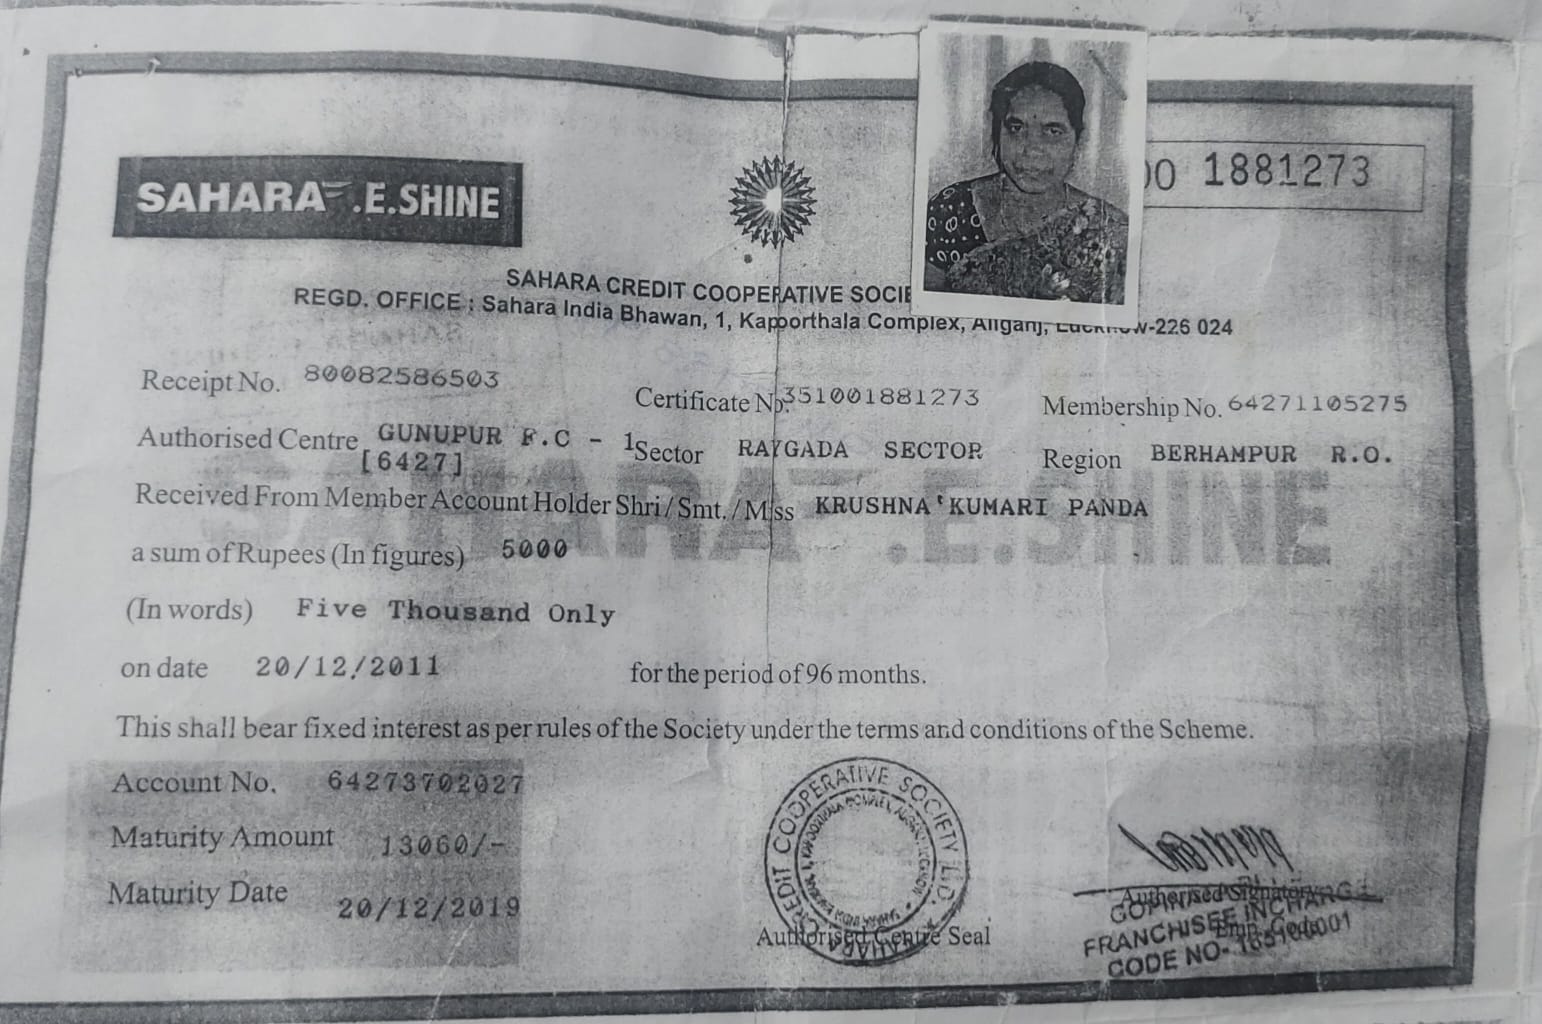 SAHARA .E.SHINE
00 1881273
SAHARA CREDIT COOPERATIVE SOCIE
REGD. OFFICE : Sahara India Bhawan, 1, Kapoorthala Complex, Aliganj, Lucknow-226 024
Receipt No. 80082586503 Certificate No. 351001881273 Membership No. 64271105275
Authorised Centre GUNUPUR F.C - 1 Sector RAYGADA SECTOR Region BERHAMPUR R.O.
[6427]
Received From Member Account Holder Shri / Smt. / Miss KRUSHNA KUMARI PANDA
a sum of Rupees (In figures) 5000
SAHARA .E.SHINE
(In words) Five Thousand Only
on date 20/12/2011 for the period of 96 months.
This shall bear fixed interest as per rules of the Society under the terms and conditions of the Scheme.
Account No. 64273702027
Maturity Amount 13060/-
Maturity Date 20/12/2019
SAHARA CREDIT COOPERATIVE SOCIETY LTD.
Authorised Centre Seal
Authorised Signatory
FRANCHISEE INCHARGE
Emp. Code
CODE NO-